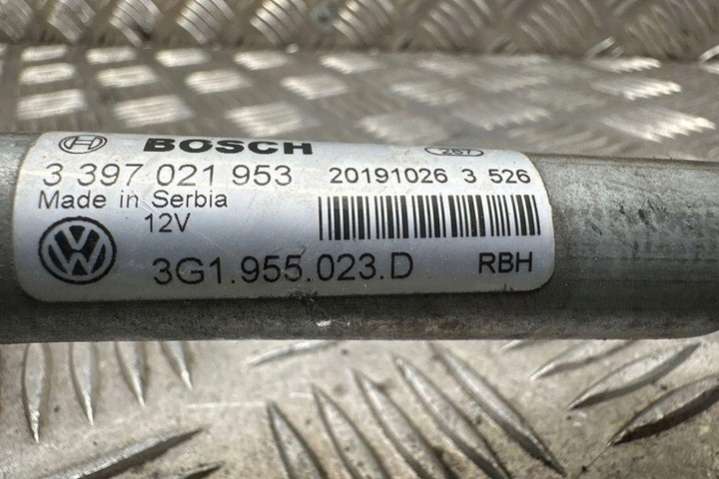 BOSCH
3 397 021 953 20191026 3 526
Made in Serbia
12V
3G1.955.023.D RBH